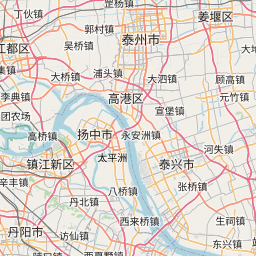 丁伙镇
罡杨镇
姜堰区
郭村镇
泰州市
江都区
吴桥镇
大桥镇
浦头镇
大泗镇
顾高镇
李典镇
高港区
元竹镇
团农场
宣堡镇
高桥镇
扬中市
永安洲镇
河失镇
镇江新区
太平洲
泰兴市
辛丰镇
八桥镇
张桥镇
丹北镇
西来桥镇
生祠镇
丹阳市
访仙镇
东兴镇